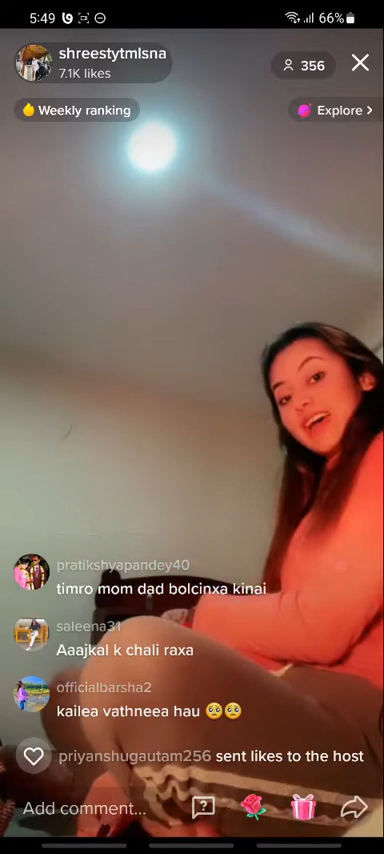 5:49
66%
shreestytmlsna
7.1K likes
356
Weekly ranking
Explore >
pratikshyapandey40
timro mom dad bolcinxa kinai
saleena31
Aaajkal k chali raxa
officialbarsha2
kailea vathneea hau 🥺🥺
priyanshugautam256 sent likes to the host
Add comment...